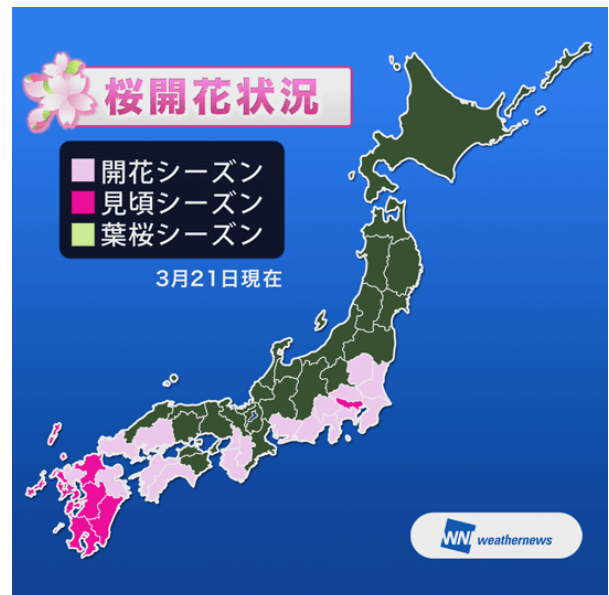 桜開花状況
開花シーズン
見頃シーズン
葉桜シーズン
3月21日現在
WNI weathernews